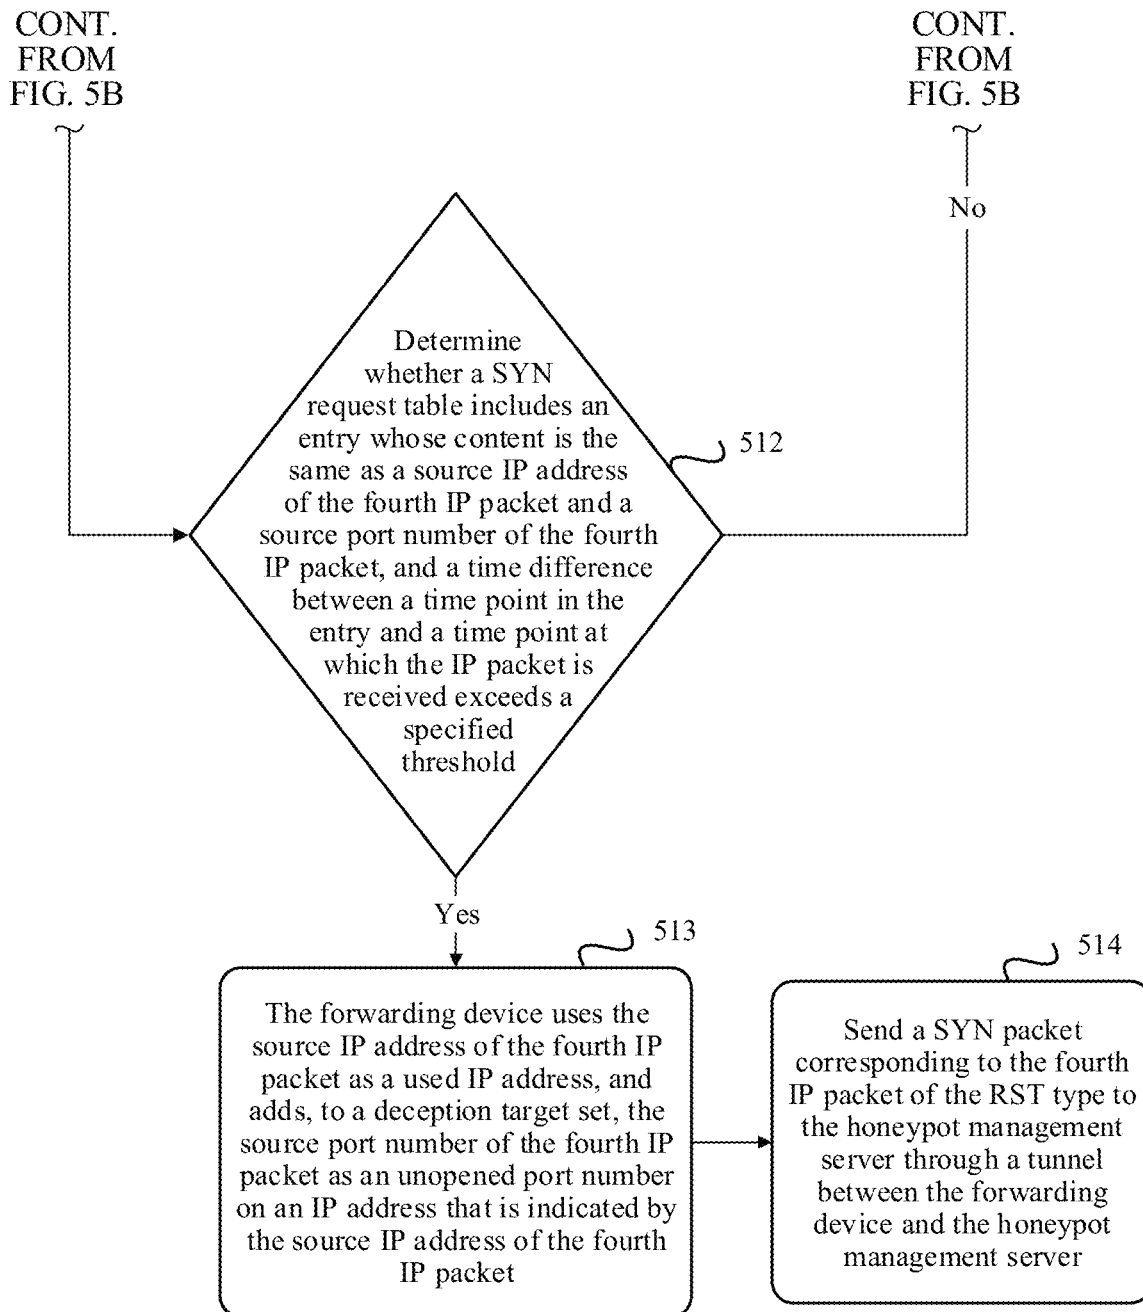 CONT.
FROM
FIG. 5B
CONT.
FROM
FIG. 5B
No
Determine
whether a SYN
request table includes an
entry whose content is the
same as a source IP address
of the fourth IP packet and a
source port number of the fourth
IP packet, and a time difference
between a time point in the
entry and a time point at
which the IP packet is
received exceeds a
specified
threshold
512
Yes
513
The forwarding device uses the
source IP address of the fourth IP
packet as a used IP address, and
adds, to a deception target set, the
source port number of the fourth IP
packet as an unopened port number
on an IP address that is indicated by
the source IP address of the fourth
IP packet
514
Send a SYN packet
corresponding to the fourth
IP packet of the RST type to
the honeypot management
server through a tunnel
between the forwarding
device and the honeypot
management server